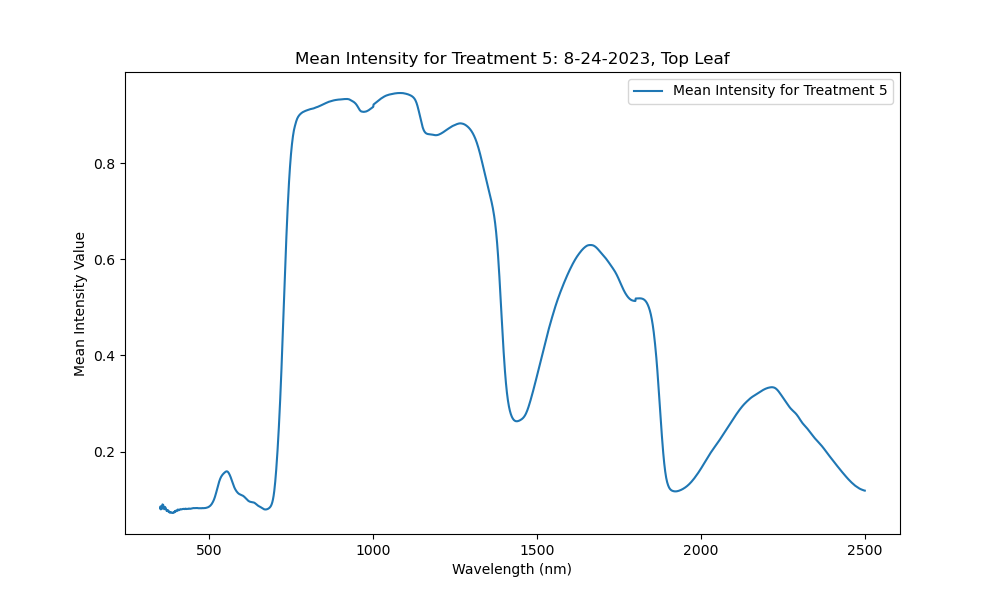 Mean Intensity for Treatment 5: 8-24-2023, Top Leaf
Mean Intensity for Treatment 5
Mean Intensity Value
0.8
0.6
0.4
0.2
500
1000
1500
2000
2500
Wavelength (nm)